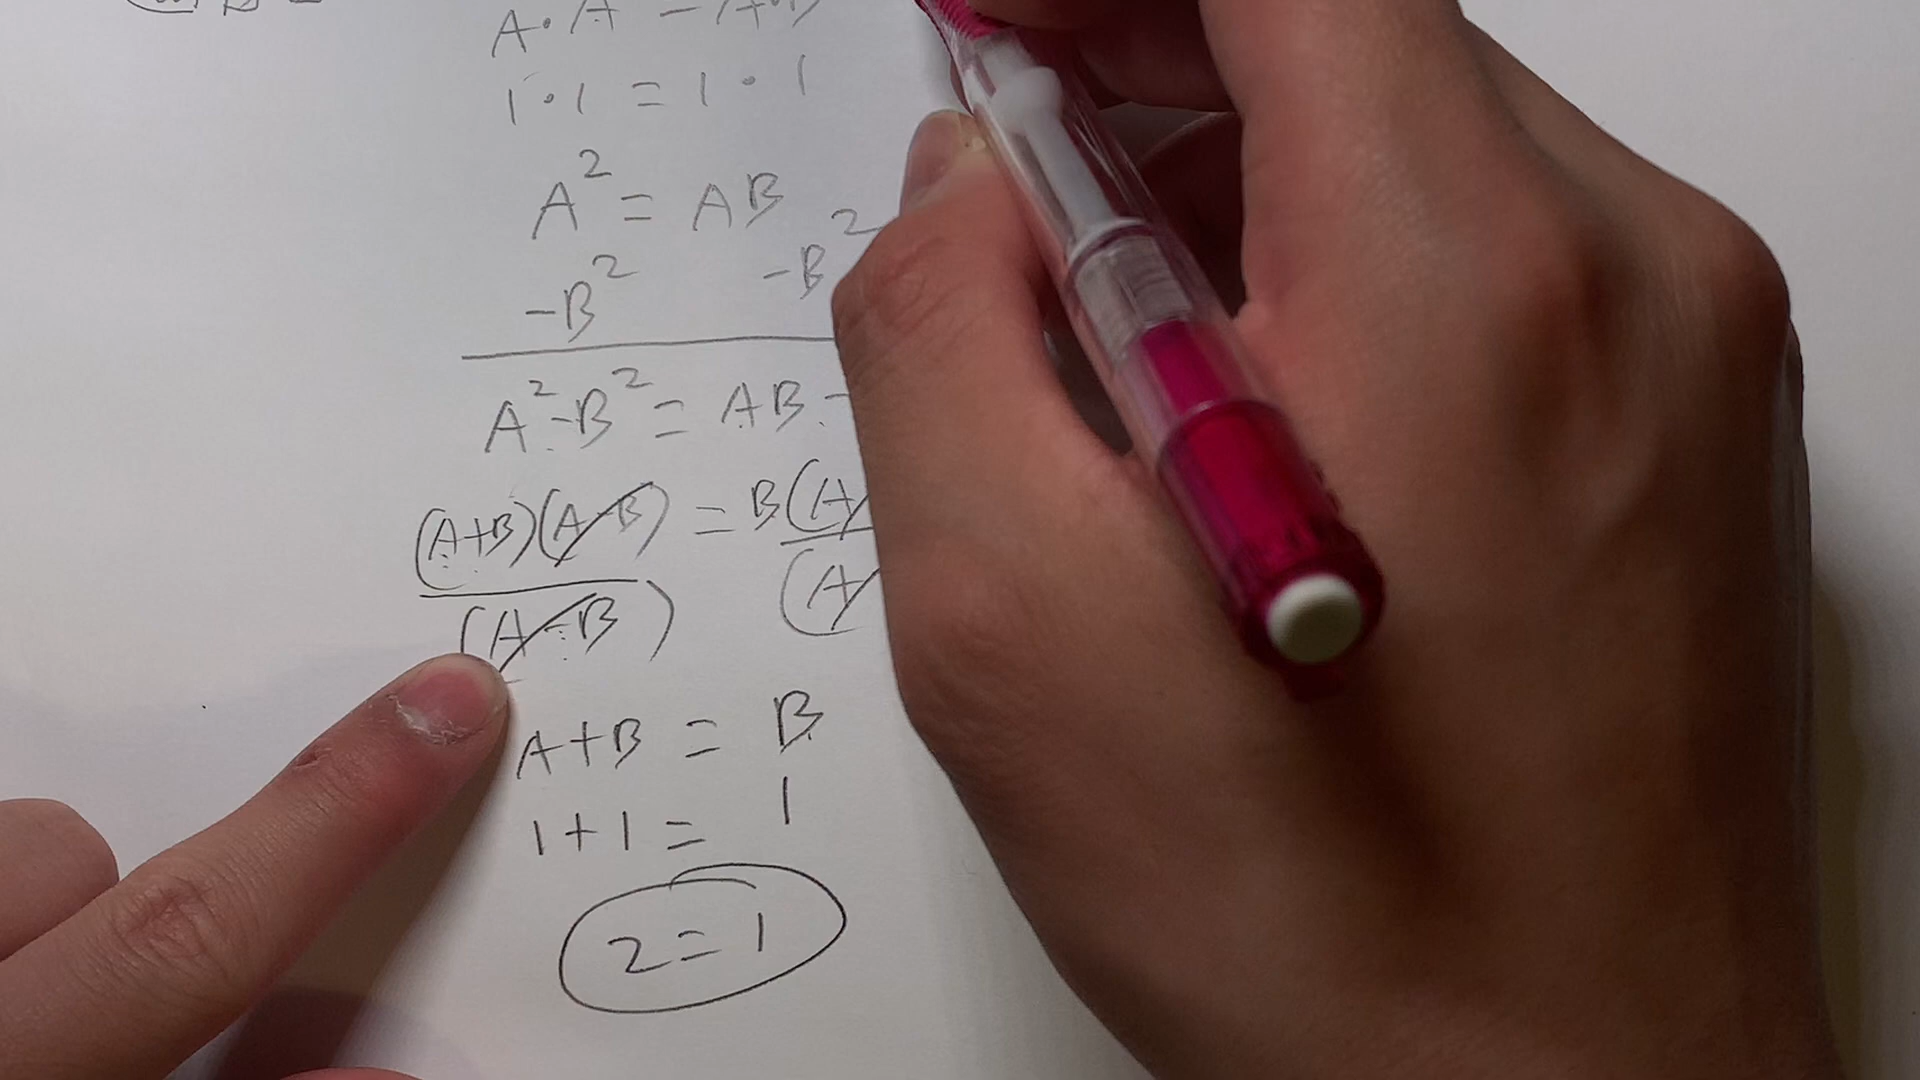 A·A = A·B
1·1 = 1·1
A² = AB
-B² -B²
A²-B² = AB -
(A+B)(A-B) = B(A
(A-B) (A
A+B = B
1+1 = 1
2=1